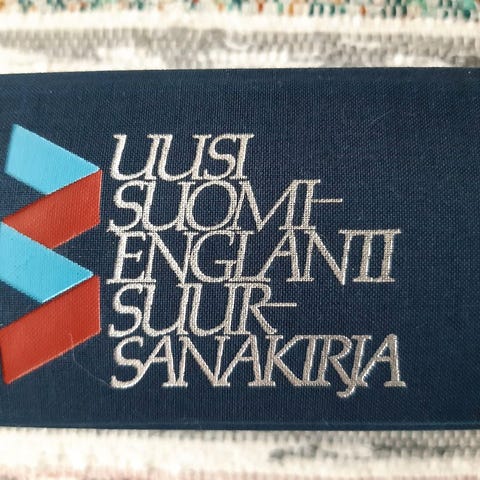 UUSI
SUOMI-
ENGLANTI
SUUR-
SANAKIRJA